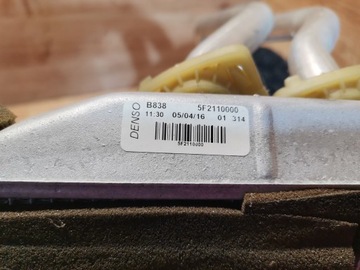 DENSO
B838 5F2110000
11:30 05/04/16 01 314
5F2110000